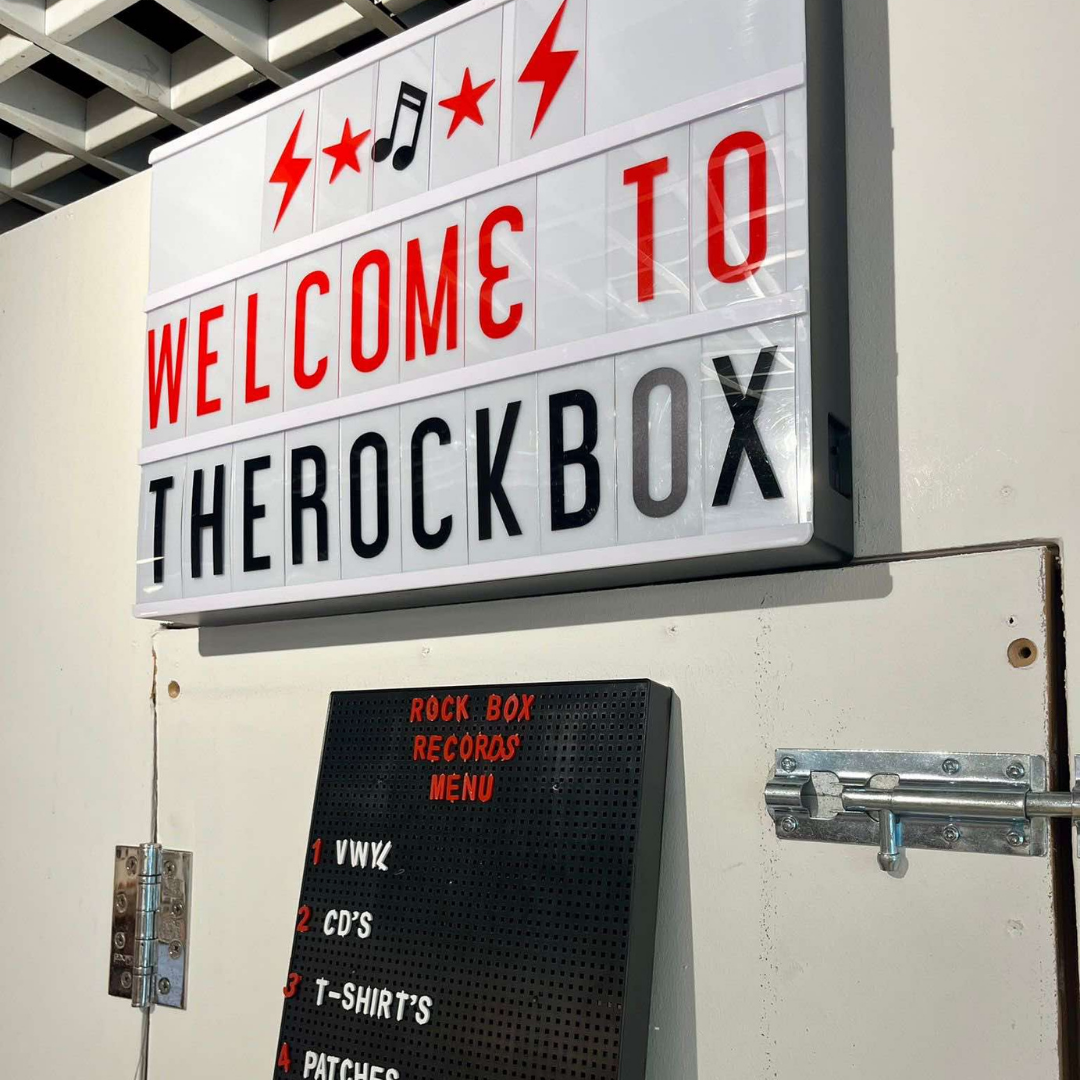 WELCOME TO
THEROCKBOX
ROCK BOX
RECORDS
MENU
1 VWYL
2 CD'S
3 T-SHIRT'S
4 PATCHES